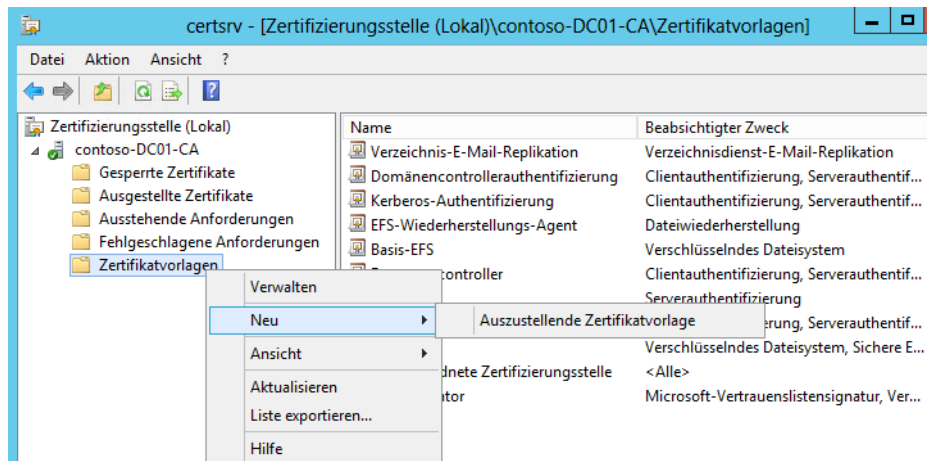 certsrv - [Zertifizierungsstelle (Lokal)\contoso-DC01-CA\Zertifikatvorlagen]
Datei Aktion Ansicht ?
Zertifizierungsstelle (Lokal)
contoso-DC01-CA
Gesperrte Zertifikate
Ausgestellte Zertifikate
Ausstehende Anforderungen
Fehlgeschlagene Anforderungen
Zertifikatvorlagen
Name Beabsichtigter Zweck
Verzeichnis-E-Mail-Replikation Verzeichnisdienst-E-Mail-Replikation
Domänencontrollerauthentifizierung Clientauthentifizierung, Serverauthentif...
Kerberos-Authentifizierung Clientauthentifizierung, Serverauthentif...
EFS-Wiederherstellungs-Agent Dateiwiederherstellung
Basis-EFS Verschlüsselndes Dateisystem
controller Clientauthentifizierung, Serverauthentif...
Serverauthentifizierung
erung, Serverauthentif...
Verschlüsselndes Dateisystem, Sichere E...
dnete Zertifizierungsstelle <Alle>
tor Microsoft-Vertrauenslistensignatur, Ver...
Verwalten
Neu
Auszustellende Zertifikatvorlage
Ansicht
Aktualisieren
Liste exportieren...
Hilfe